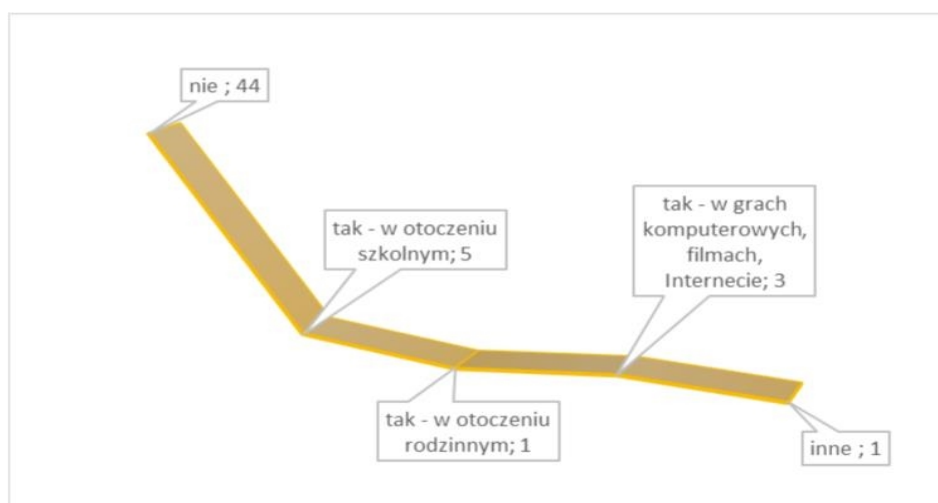 nie ; 44
tak - w otoczeniu
szkolnym; 5
tak - w grach
komputerowych,
filmach,
Internecie; 3
tak - w otoczeniu
rodzinnym; 1
inne ; 1